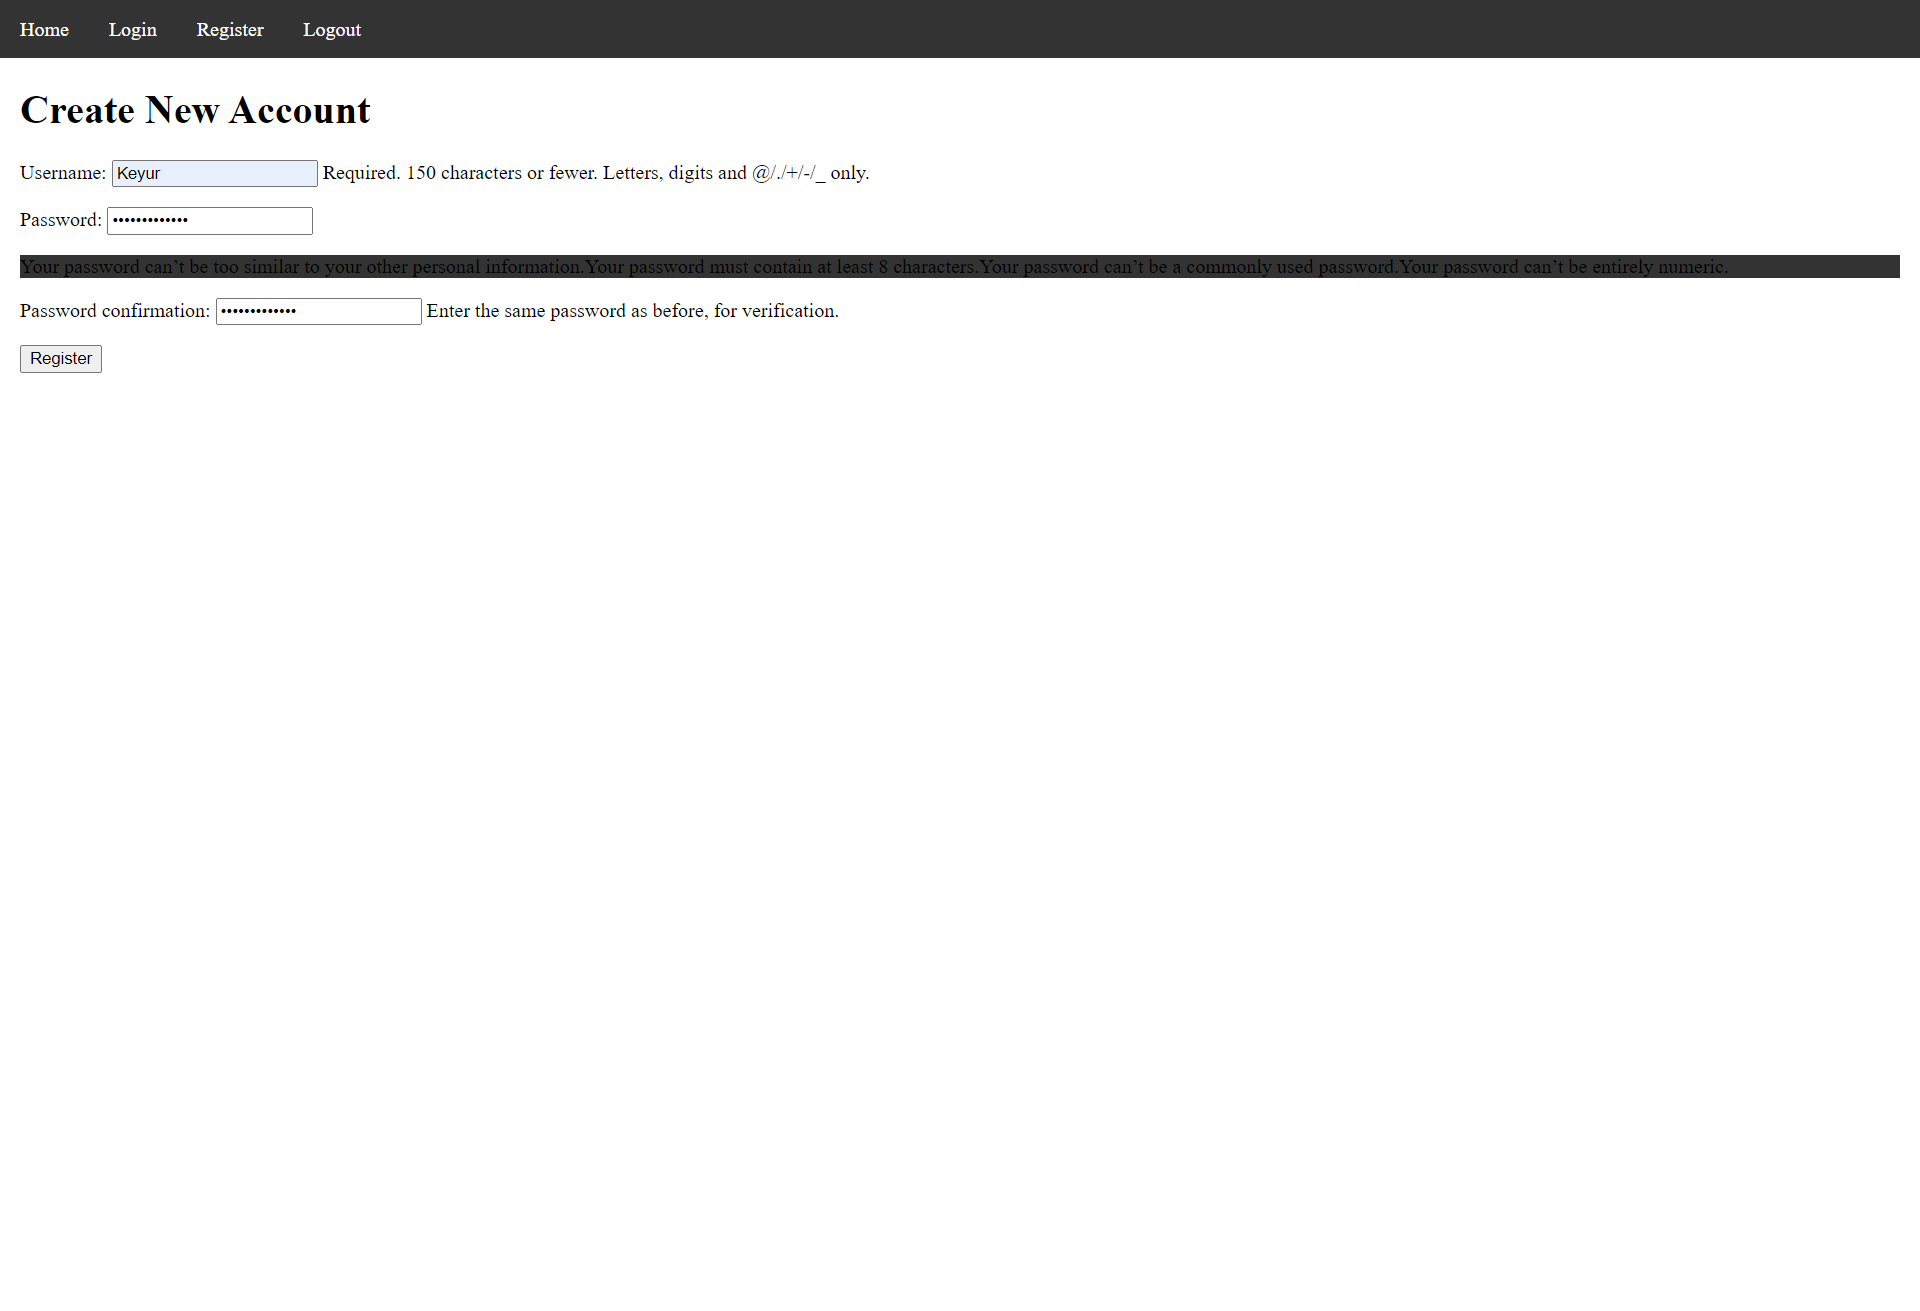 Home Login Register Logout
Create New Account
Username: Keyur Required. 150 characters or fewer. Letters, digits and @/./+/-/_ only.
Password: •••••••••••••
Your password can’t be too similar to your other personal information.Your password must contain at least 8 characters.Your password can’t be a commonly used password.Your password can’t be entirely numeric.
Password confirmation: ••••••••••••• Enter the same password as before, for verification.
Register